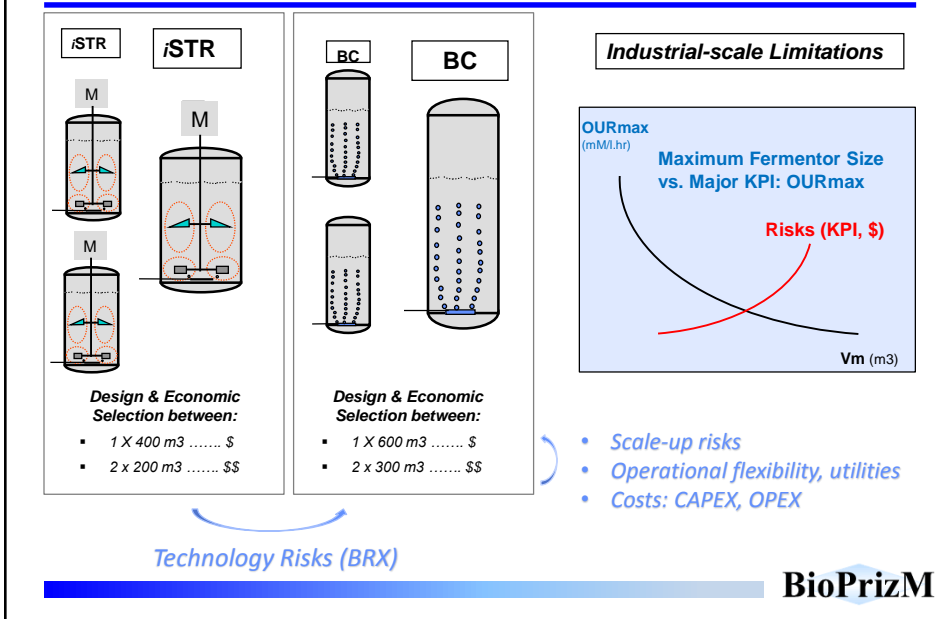 iSTR
iSTR
M
M
M
Design & Economic
Selection between:
▪ 1 X 400 m3 ……. $
▪ 2 x 200 m3 ……. $$
BC
BC
Design & Economic
Selection between:
▪ 1 X 600 m3 ……. $
▪ 2 x 300 m3 ……. $$
Industrial-scale Limitations
OURmax
(mM/l.hr)
Maximum Fermentor Size
vs. Major KPI: OURmax
Risks (KPI, $)
Vm (m3)
• Scale-up risks
• Operational flexibility, utilities
• Costs: CAPEX, OPEX
Technology Risks (BRX)
BioPrizM